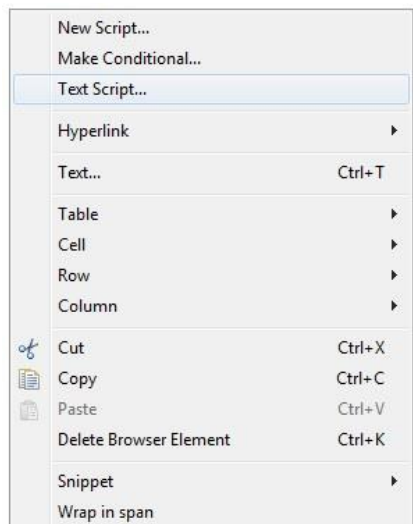 New Script...
Make Conditional...
Text Script...
Hyperlink
Text... Ctrl+T
Table
Cell
Row
Column
Cut Ctrl+X
Copy Ctrl+C
Paste Ctrl+V
Delete Browser Element Ctrl+K
Snippet
Wrap in span